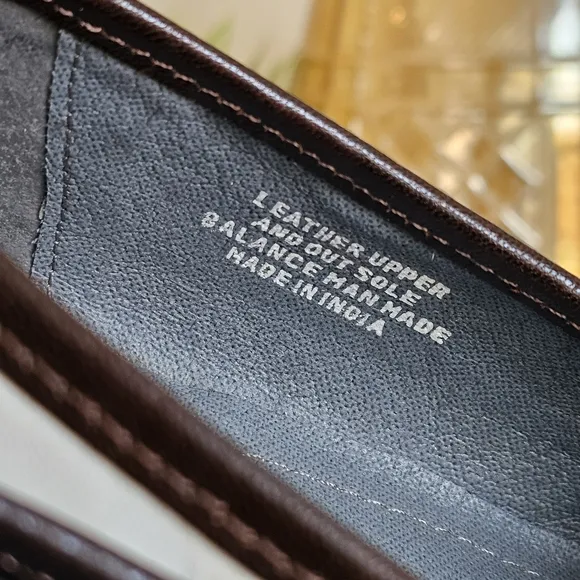 LEATHER UPPER
AND OUT SOLE
BALANCE MAN MADE
MADE IN INDIA